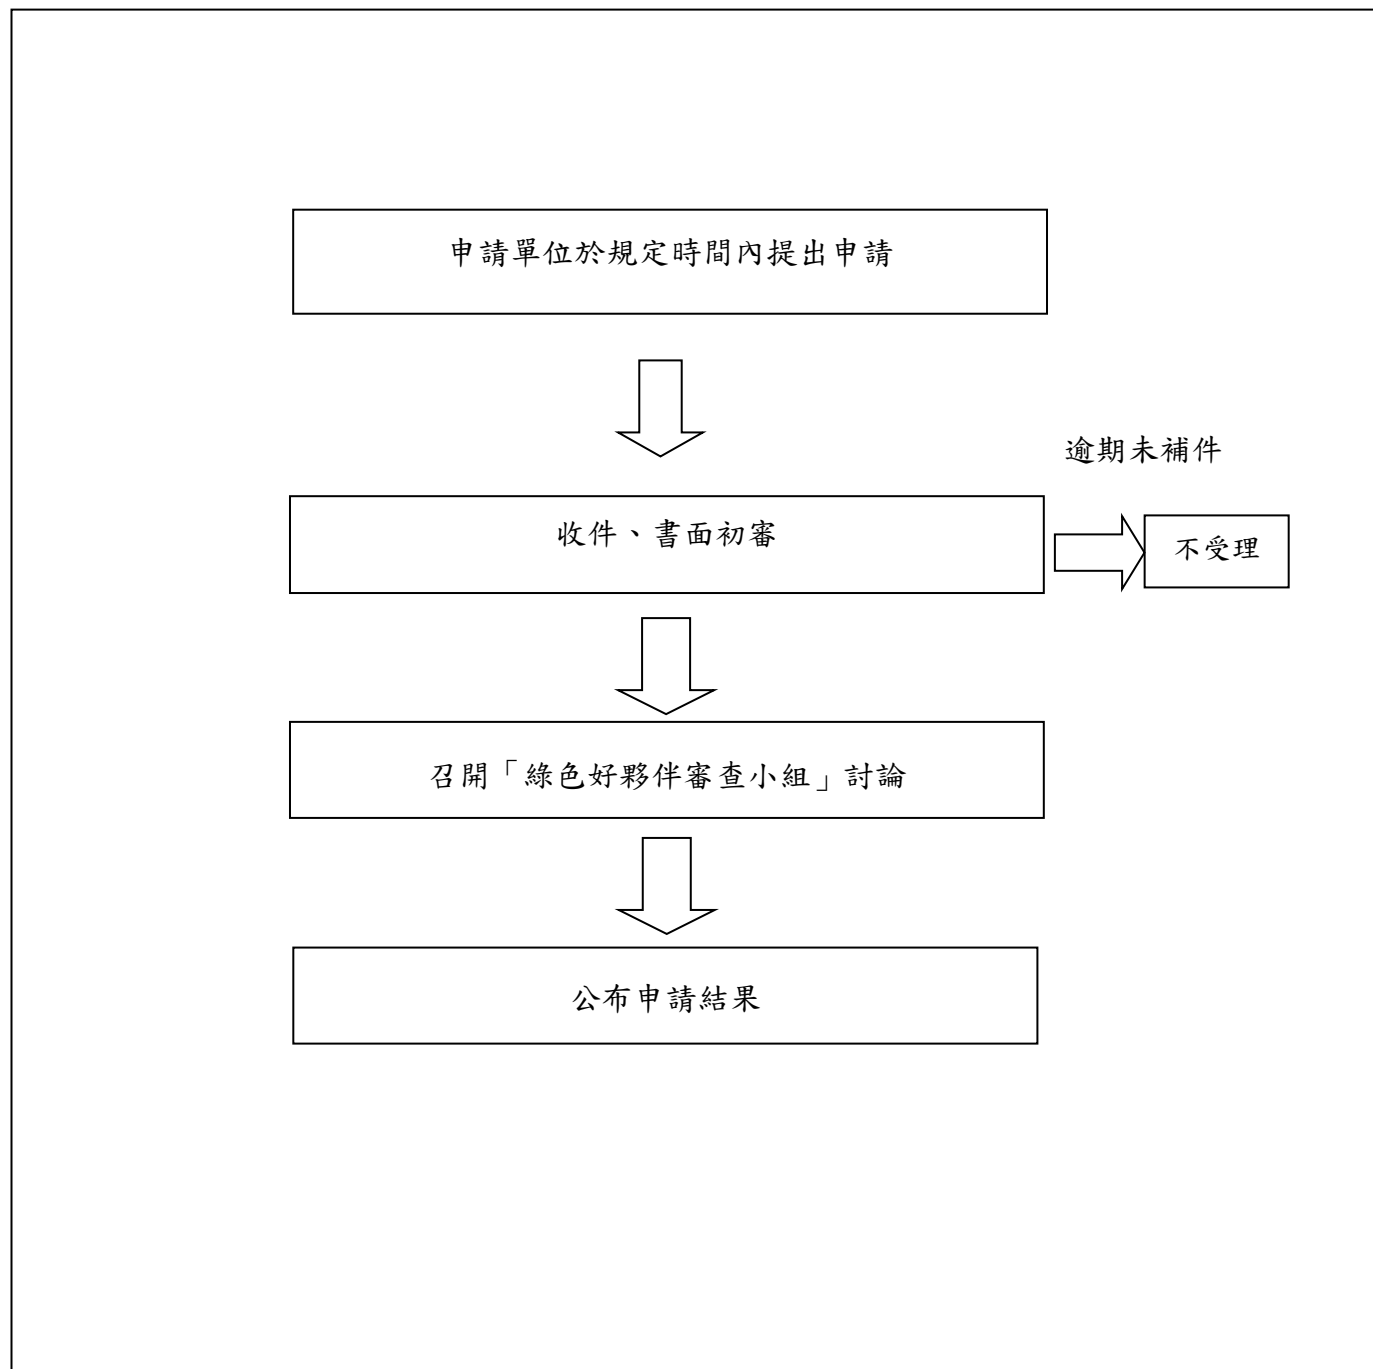 申請單位於規定時間內提出申請
逾期未補件
收件、書面初審
不受理
召開「綠色好夥伴審查小組」討論
公布申請結果